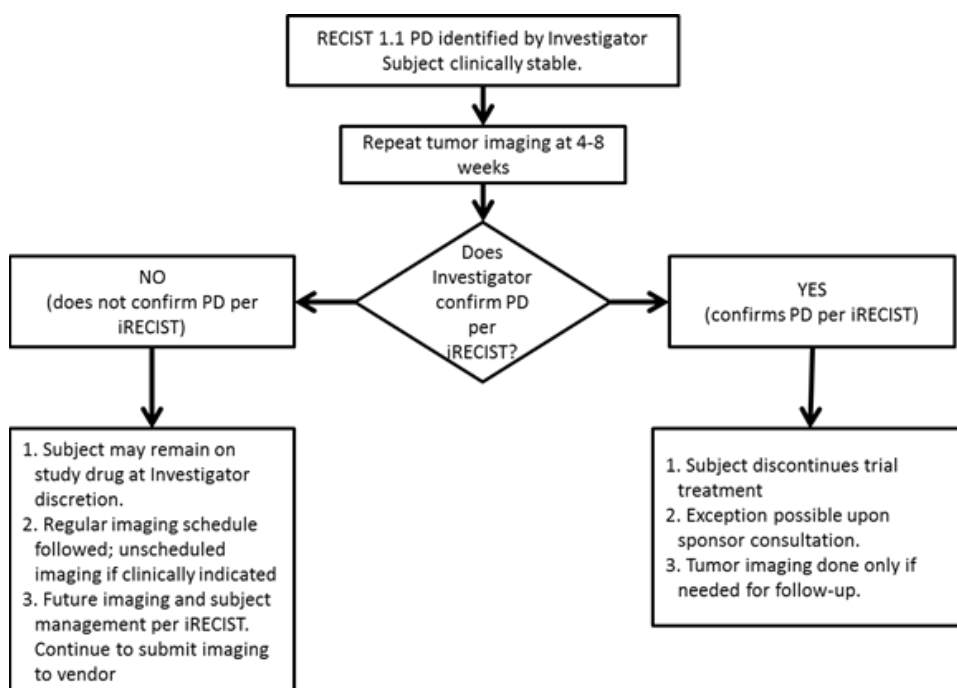 RECIST 1.1 PD identified by Investigator
Subject clinically stable.
Repeat tumor imaging at 4-8
weeks
Does
Investigator
confirm PD
per
iRECIST?
NO
(does not confirm PD per
iRECIST)
YES
(confirms PD per iRECIST)
1. Subject may remain on
study drug at Investigator
discretion.
2. Regular imaging schedule
followed; unscheduled
imaging if clinically indicated
3. Future imaging and subject
management per iRECIST.
Continue to submit imaging
to vendor
1. Subject discontinues trial
treatment
2. Exception possible upon
sponsor consultation.
3. Tumor imaging done only if
needed for follow-up.